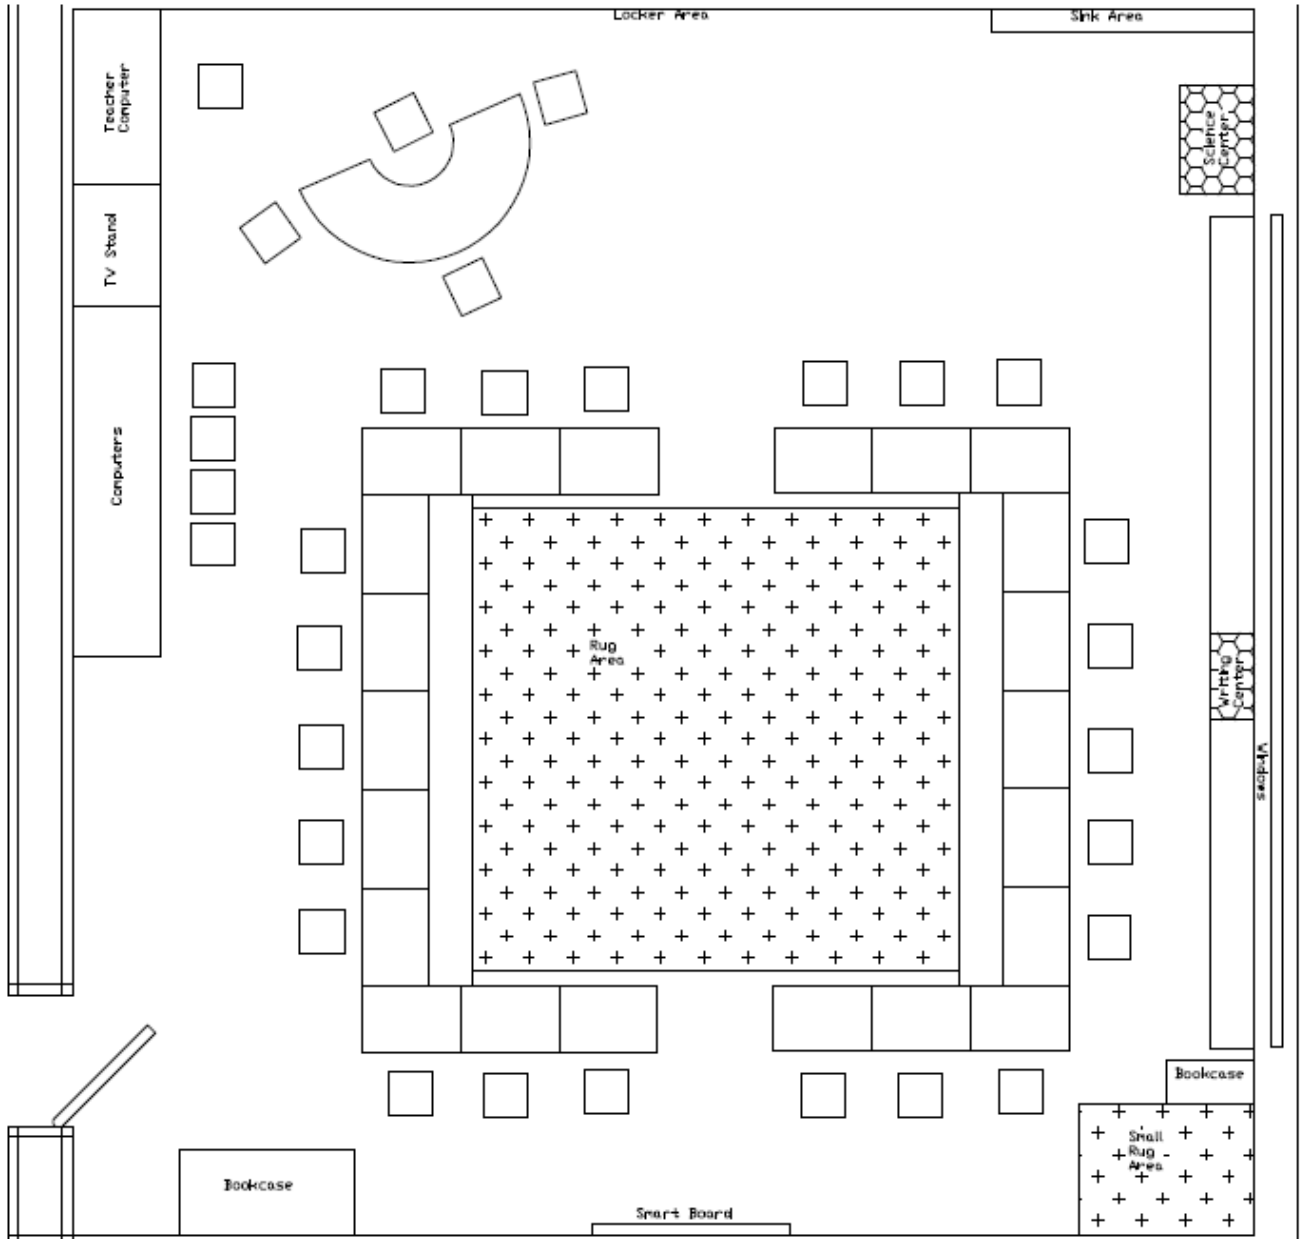 Locker Area
Sink Area
Teacher
Computer
Science
Center
TV Stand
Computers
Rug
Area
Writing
Center
Windows
Bookcase
Small
Rug
Area
Bookcase
Smart Board